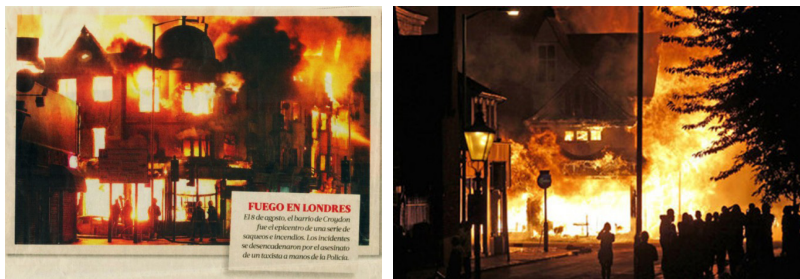 FUEGO EN LONDRES
El 8 de agosto, el barrio de Croydon
fue el epicentro de una serie de
saqueos e incendios. Los incidentes
se desencadenaron por el asesinato
de un taxista a manos de la Policía.